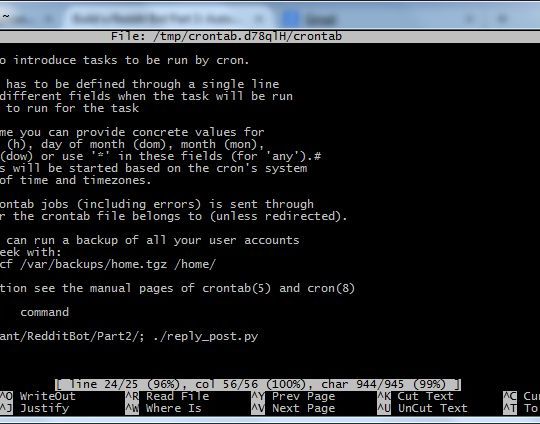 ~
File: /tmp/crontab.d78qlH/crontab
o introduce tasks to be run by cron.
has to be defined through a single line
different fields when the task will be run
to run for the task
me you can provide concrete values for
(h), day of month (dom), month (mon),
(dow) or use '*' in these fields (for 'any').#
s will be started based on the cron's system
of time and timezones.
ontab jobs (including errors) is sent through
r the crontab file belongs to (unless redirected).
can run a backup of all your user accounts
eek with:
cf /var/backups/home.tgz /home/
tion see the manual pages of crontab(5) and cron(8)
command
ant/RedditBot/Part2/; ./reply_post.py
[ line 24/25 (96%), col 56/56 (100%), char 944/945 (99%) ]
^O WriteOut ^R Read File ^Y Prev Page ^K Cut Text ^C Cu
^J Justify ^W Where Is ^V Next Page ^U UnCut Text ^T To